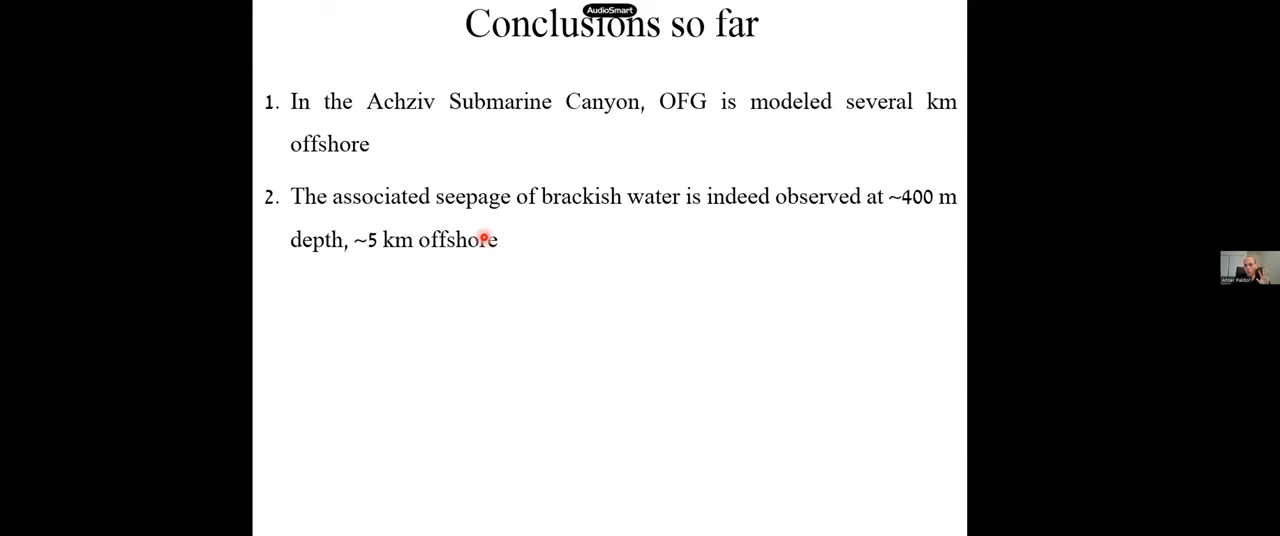 AudioSmart
Conclusions so far
1. In the Achziv Submarine Canyon, OFG is modeled several km
offshore
2. The associated seepage of brackish water is indeed observed at ~400 m
depth, ~5 km offshore